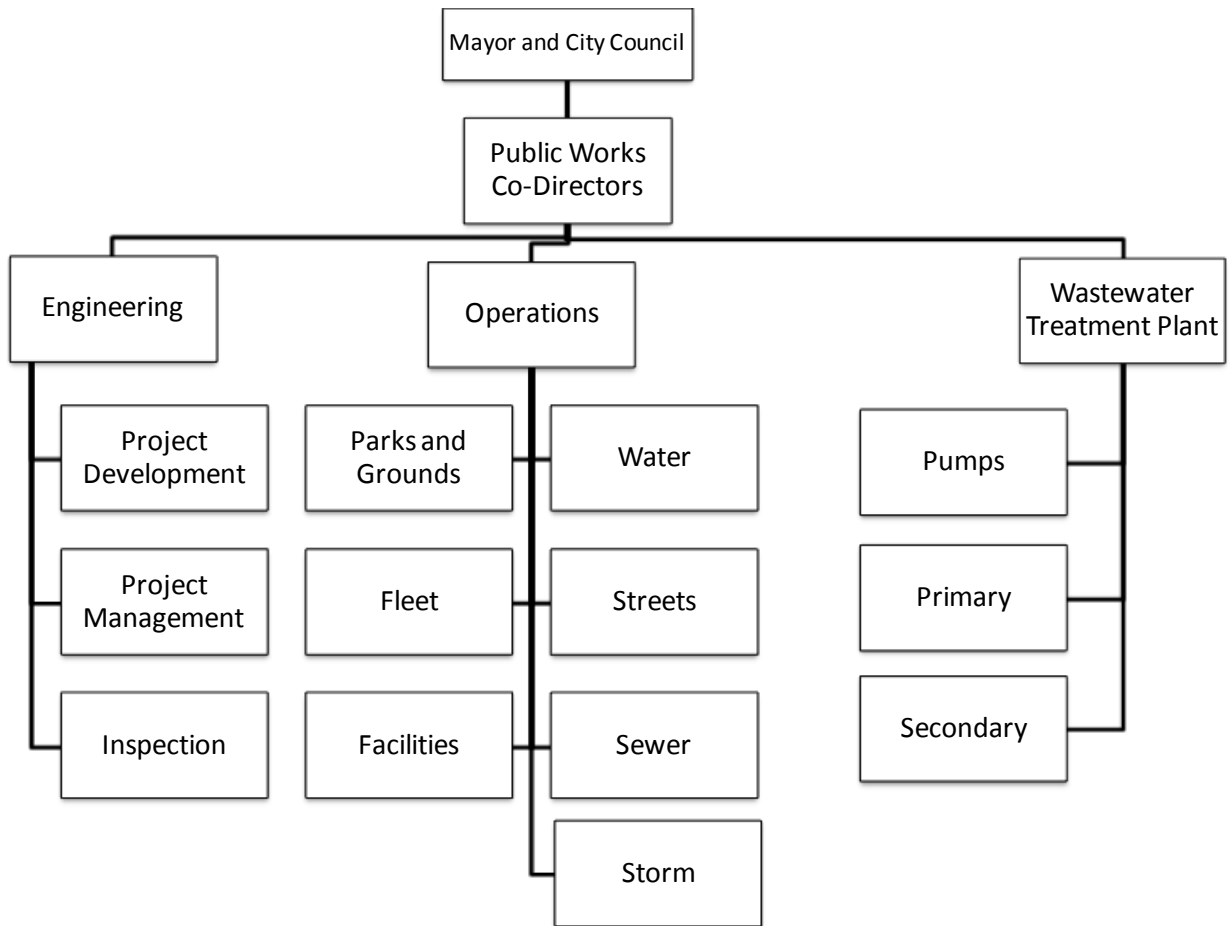 Mayor and City Council
Public Works
Co-Directors
Engineering
Operations
Wastewater
Treatment Plant
Project
Development
Project
Management
Inspection
Parks and
Grounds
Fleet
Facilities
Water
Streets
Sewer
Storm
Pumps
Primary
Secondary